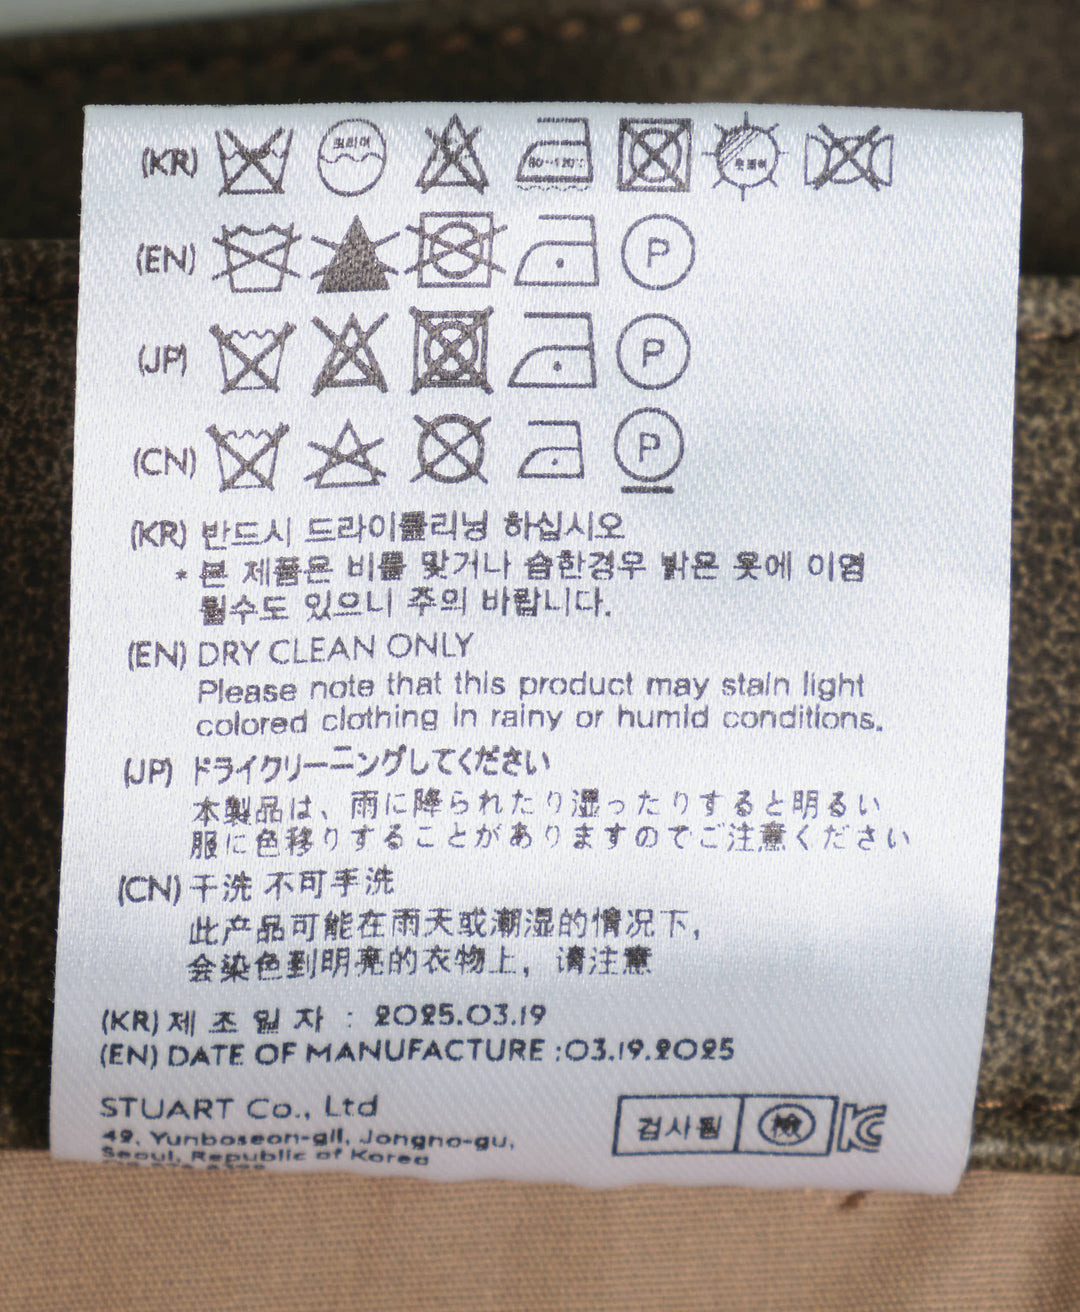 (KR) 드라이 80~120℃ 옷걸이
(EN) P
(JP) P
(CN) P
(KR) 반드시 드라이클리닝 하십시오
* 본 제품은 비를 맞거나 습한경우 밝은 옷에 이염
될수도 있으니 주의 바랍니다.
(EN) DRY CLEAN ONLY
Please note that this product may stain light
colored clothing in rainy or humid conditions.
(JP) ドライクリーニングしてください
本製品は、雨に降られたり湿ったりすると明るい
服に色移りすることがありますのでご注意ください
(CN) 干洗 不可手洗
此产品可能在雨天或潮湿的情况下，
会染色到明亮的衣物上，请注意
(KR) 제 조 일 자 : 2025.03.19
(EN) DATE OF MANUFACTURE :03.19.2025
STUART Co., Ltd
49, Yunboseon-gil, Jongno-gu,
Seoul, Republic of Korea
검사필 檢 KC